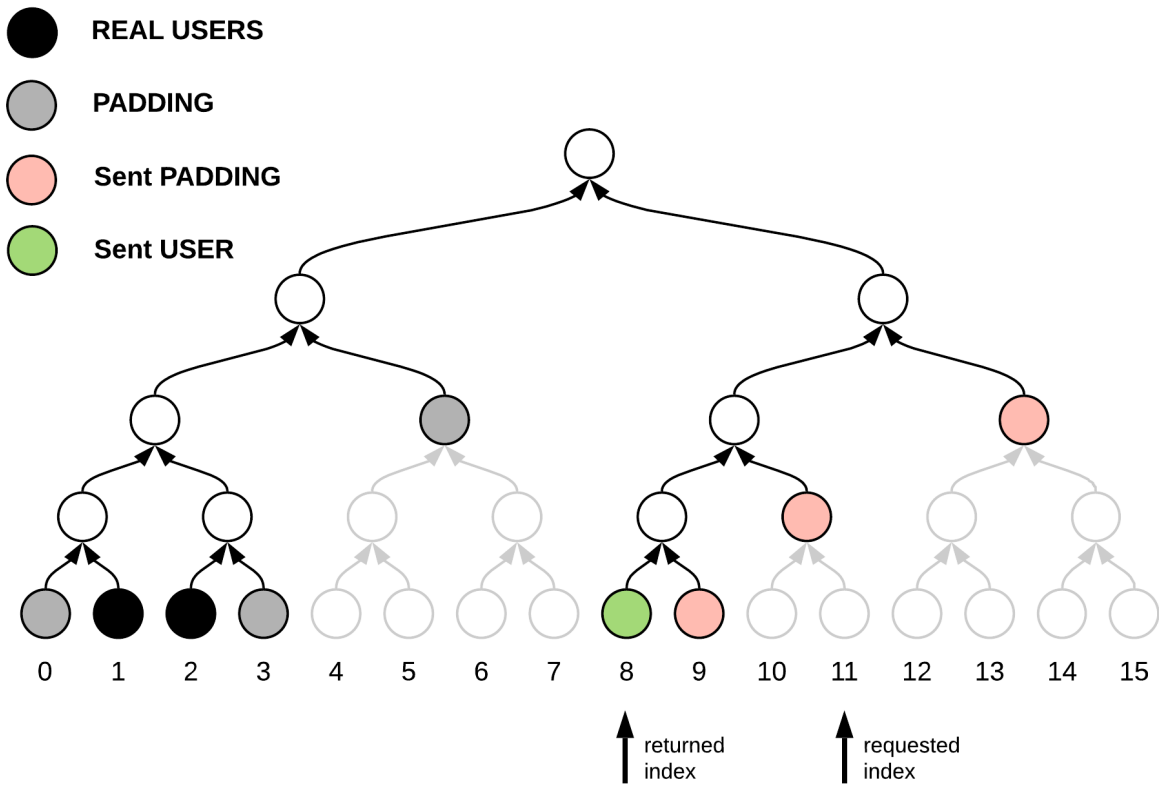 REAL USERS
PADDING
Sent PADDING
Sent USER
0 1 2 3 4 5 6 7 8 9 10 11 12 13 14 15
returned
index
requested
index